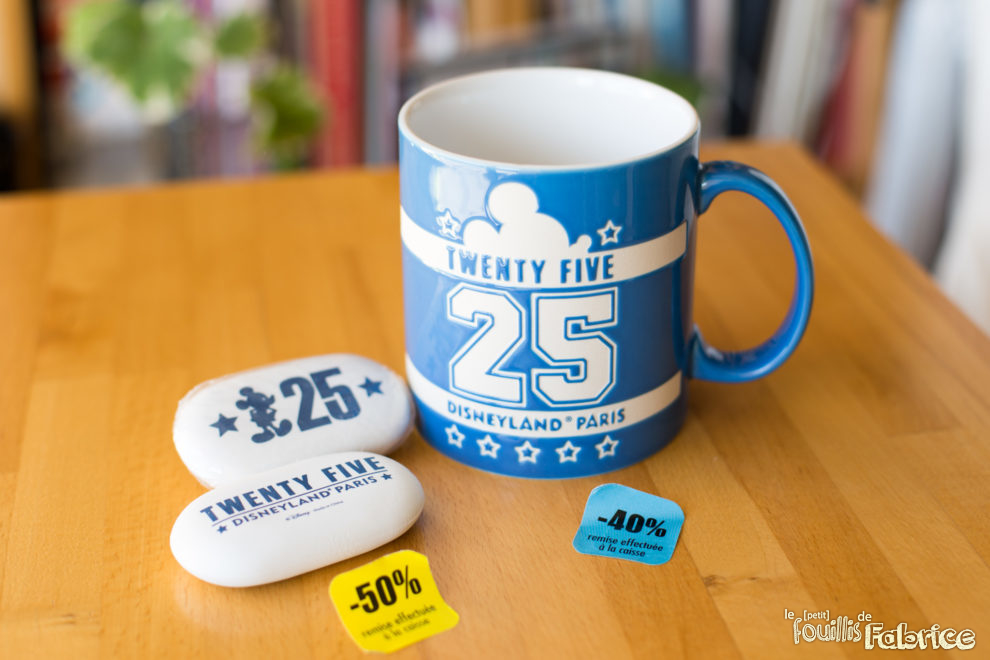 TWENTY FIVE
25
DISNEYLAND® PARIS
25
TWENTY FIVE
DISNEYLAND® PARIS
© Disney
-40%
remise effectuée
à la caisse
-50%
remise effectuée
à la caisse
le [petit] de
fouillis Fabrice